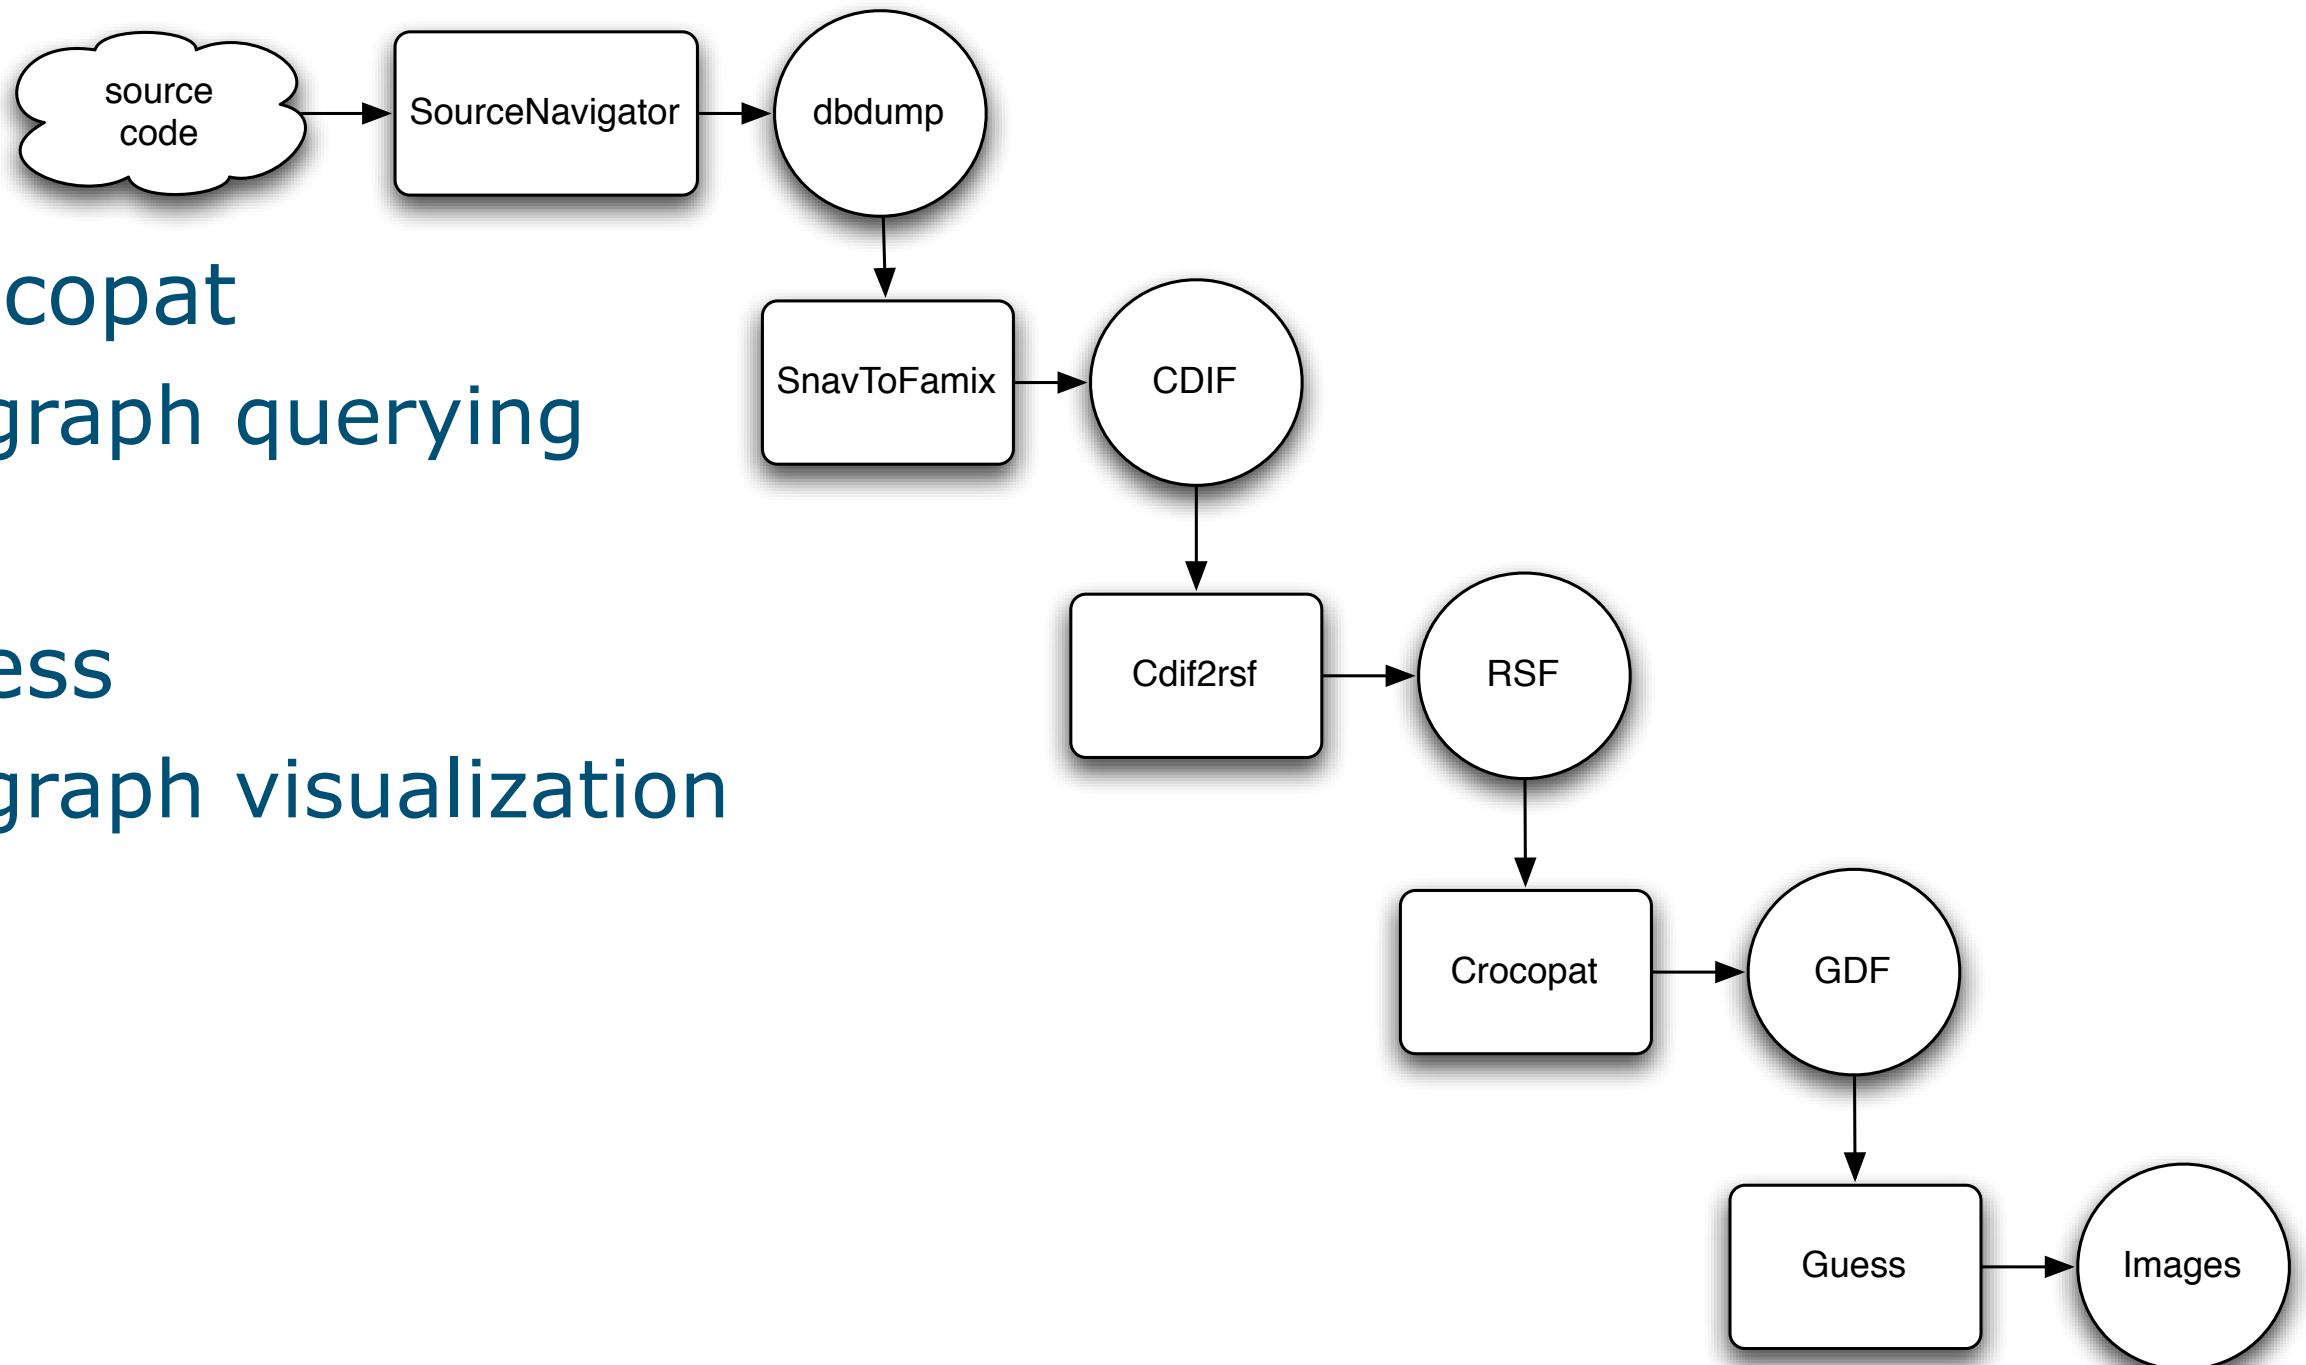 source
code
SourceNavigator
dbdump
copat
graph querying
SnavToFamix
CDIF
ess
graph visualization
Cdif2rsf
RSF
Crocopat
GDF
Guess
Images